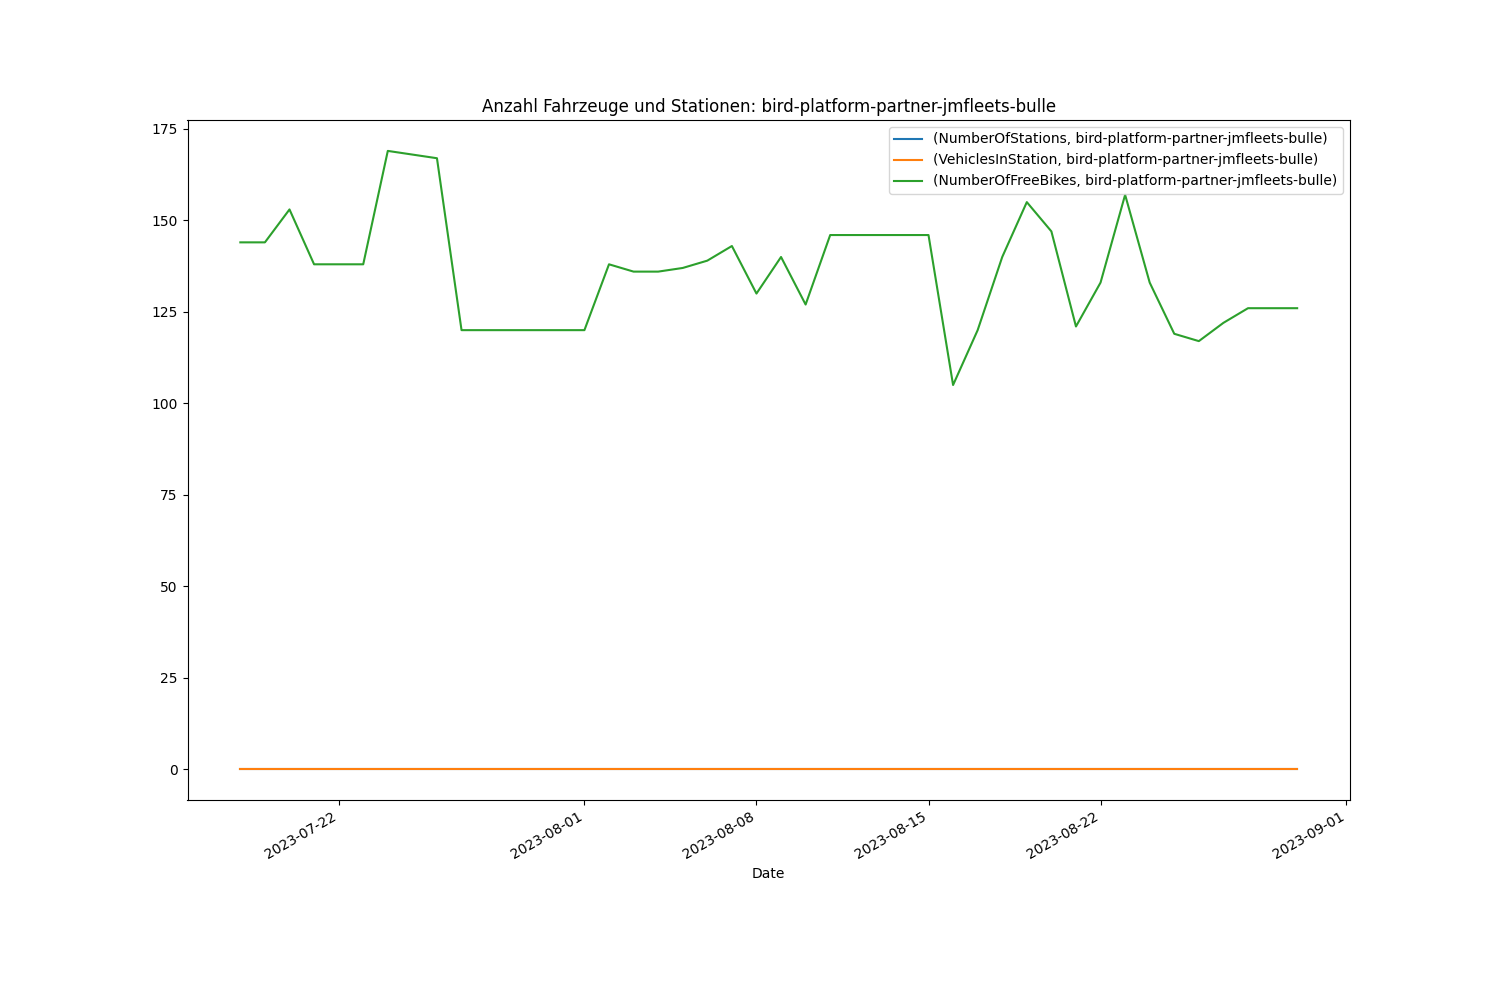 Anzahl Fahrzeuge und Stationen: bird-platform-partner-jmfleets-bulle
(NumberOfStations, bird-platform-partner-jmfleets-bulle)
(VehiclesInStation, bird-platform-partner-jmfleets-bulle)
(NumberOfFreeBikes, bird-platform-partner-jmfleets-bulle)
175
150
125
100
75
50
25
0
2023-07-22
2023-08-01
2023-08-08
2023-08-15
2023-08-22
2023-09-01
Date